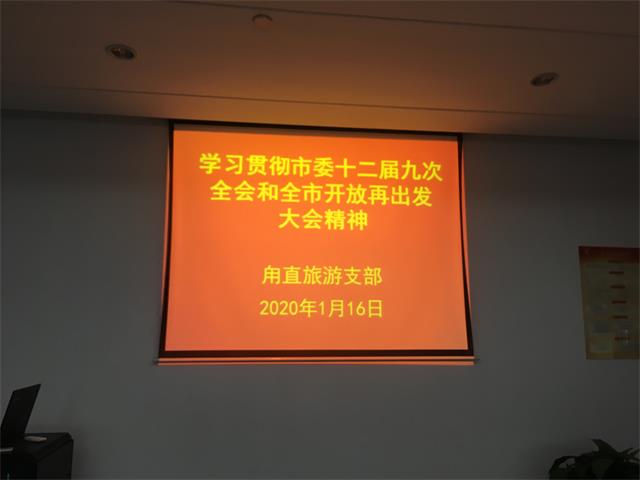 学习贯彻市委十二届九次
全会和全市开放再出发
大会精神
甪直旅游支部
2020年1月16日